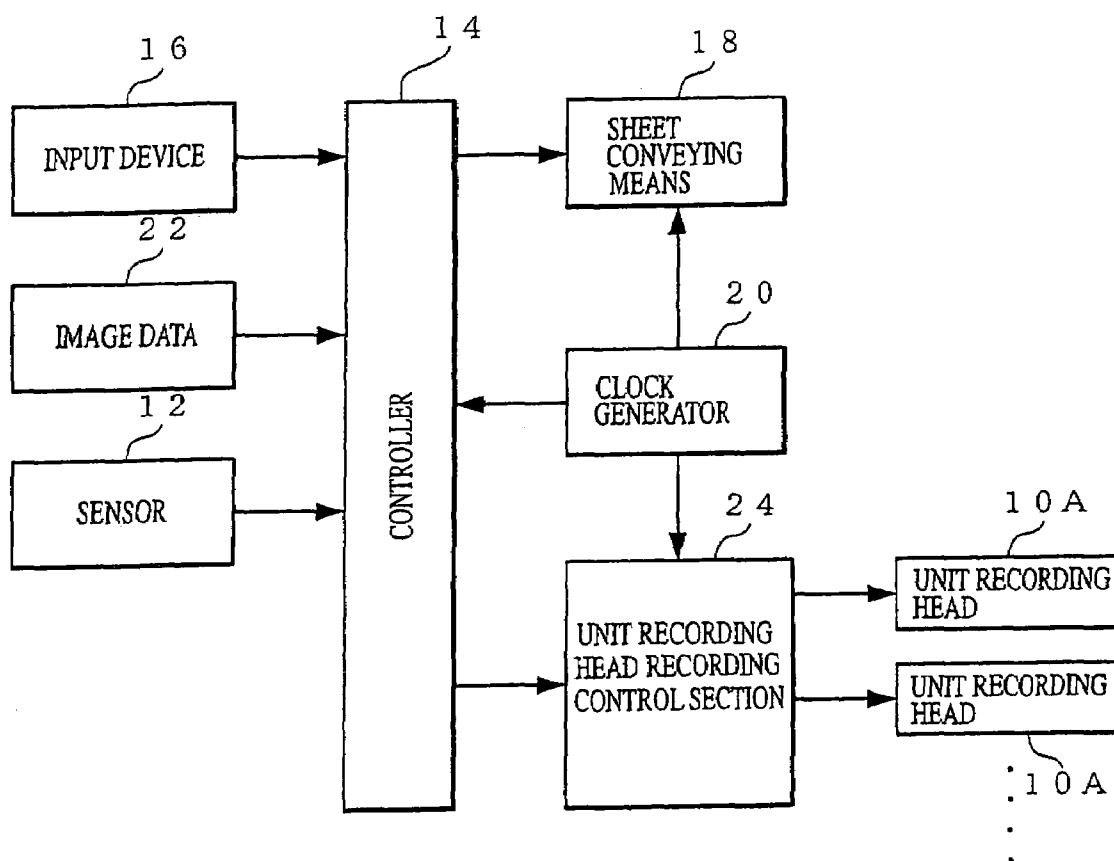 16
INPUT DEVICE
22
IMAGE DATA
12
SENSOR
14
CONTROLLER
18
SHEET
CONVEYING
MEANS
20
CLOCK
GENERATOR
24
UNIT RECORDING
HEAD RECORDING
CONTROL SECTION
10A
UNIT RECORDING
HEAD
UNIT RECORDING
HEAD
10A